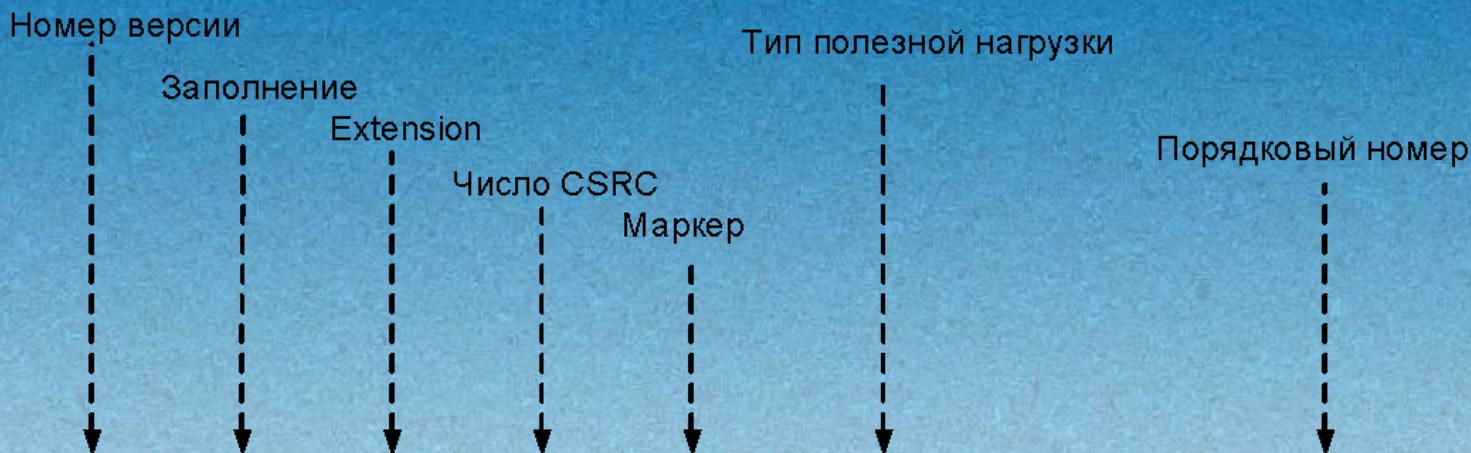 Номер версии
Тип полезной нагрузки
Заполнение
Extension
Порядковый номер
Число CSRC
Маркер